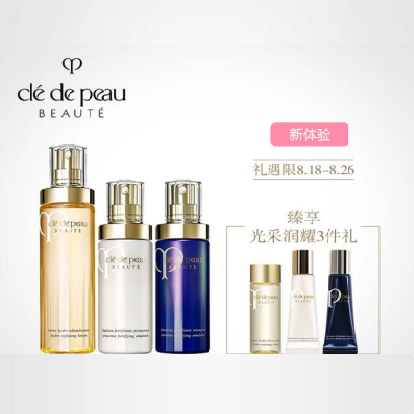 clé de peau
BEAUTÉ
新体验
礼遇限8.18-8.26
臻享
光采润耀3件礼
clé de peau
BEAUTÉ
clé de peau
BEAUTÉ
clé de peau
BEAUTÉ